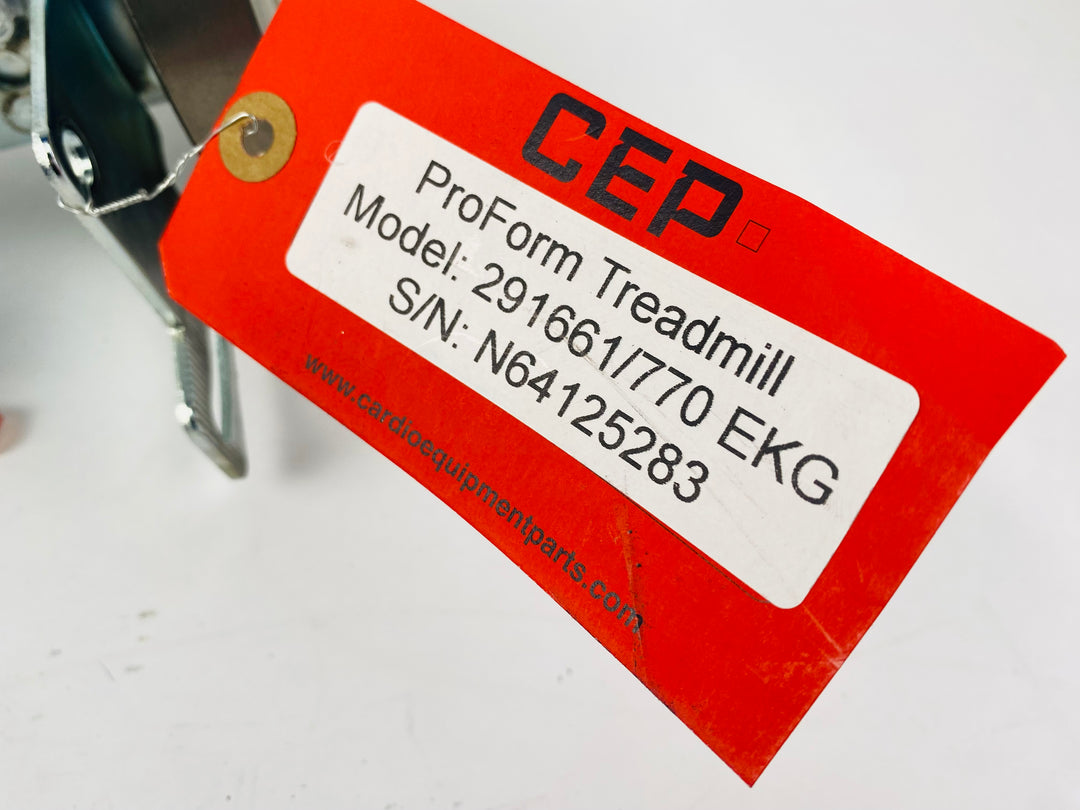 CEP
ProForm Treadmill
Model: 291661/770 EKG
S/N: N64125283
www.cardioequipmentparts.com